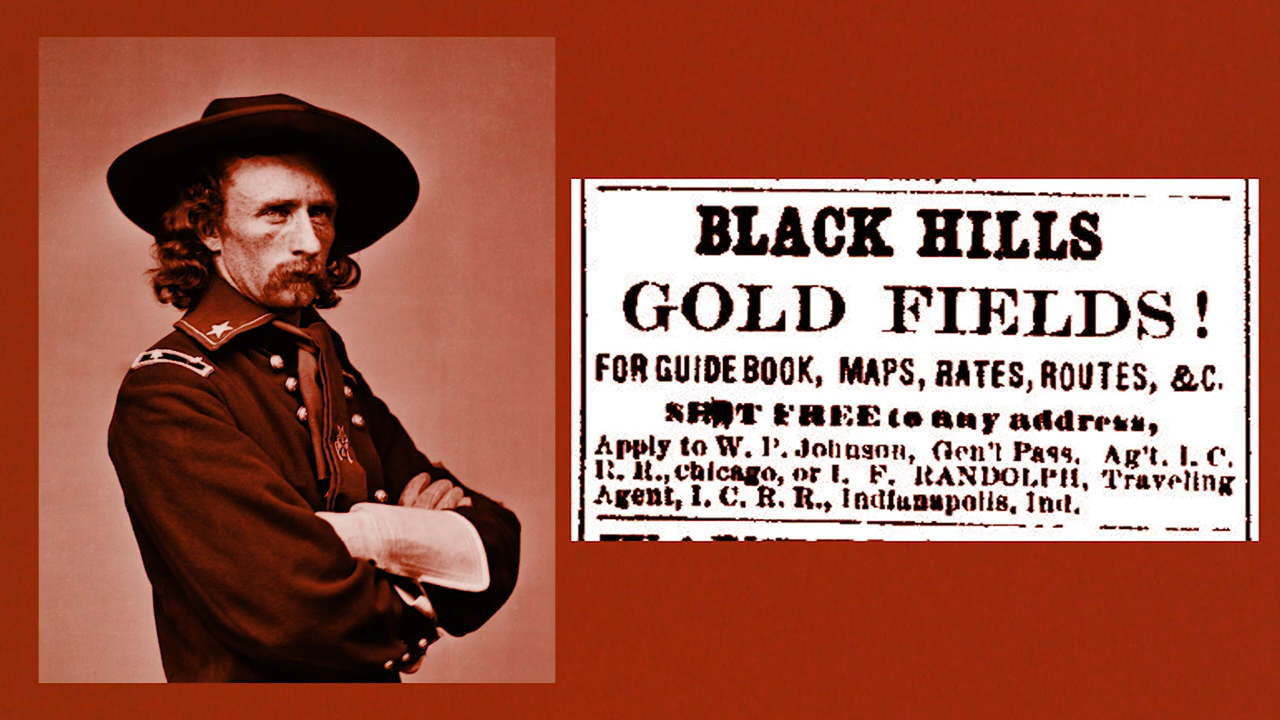 BLACK HILLS
GOLD FIELDS!
FOR GUIDE BOOK, MAPS, RATES, ROUTES, &C.
SENT FREE to any address,
Apply to W. P. Johnson, Gen'l Pass. Ag't. I. C.
R. R., chicago, or I. F. RANDOLPH, Traveling
Agent, I. C. R. R., Indianapolis, Ind.